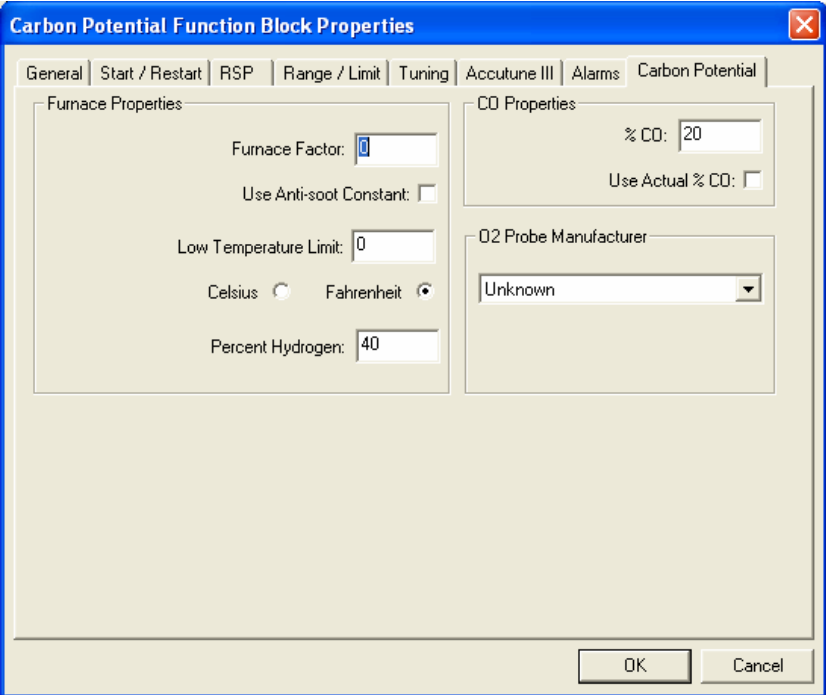 Carbon Potential Function Block Properties
General Start / Restart RSP Range / Limit Tuning Accutune III Alarms Carbon Potential
Furnace Properties
Furnace Factor: 0
Use Anti-soot Constant:
Low Temperature Limit: 0
Celsius Fahrenheit
Percent Hydrogen: 40
CO Properties
% CO: 20
Use Actual % CO:
O2 Probe Manufacturer
Unknown
OK Cancel